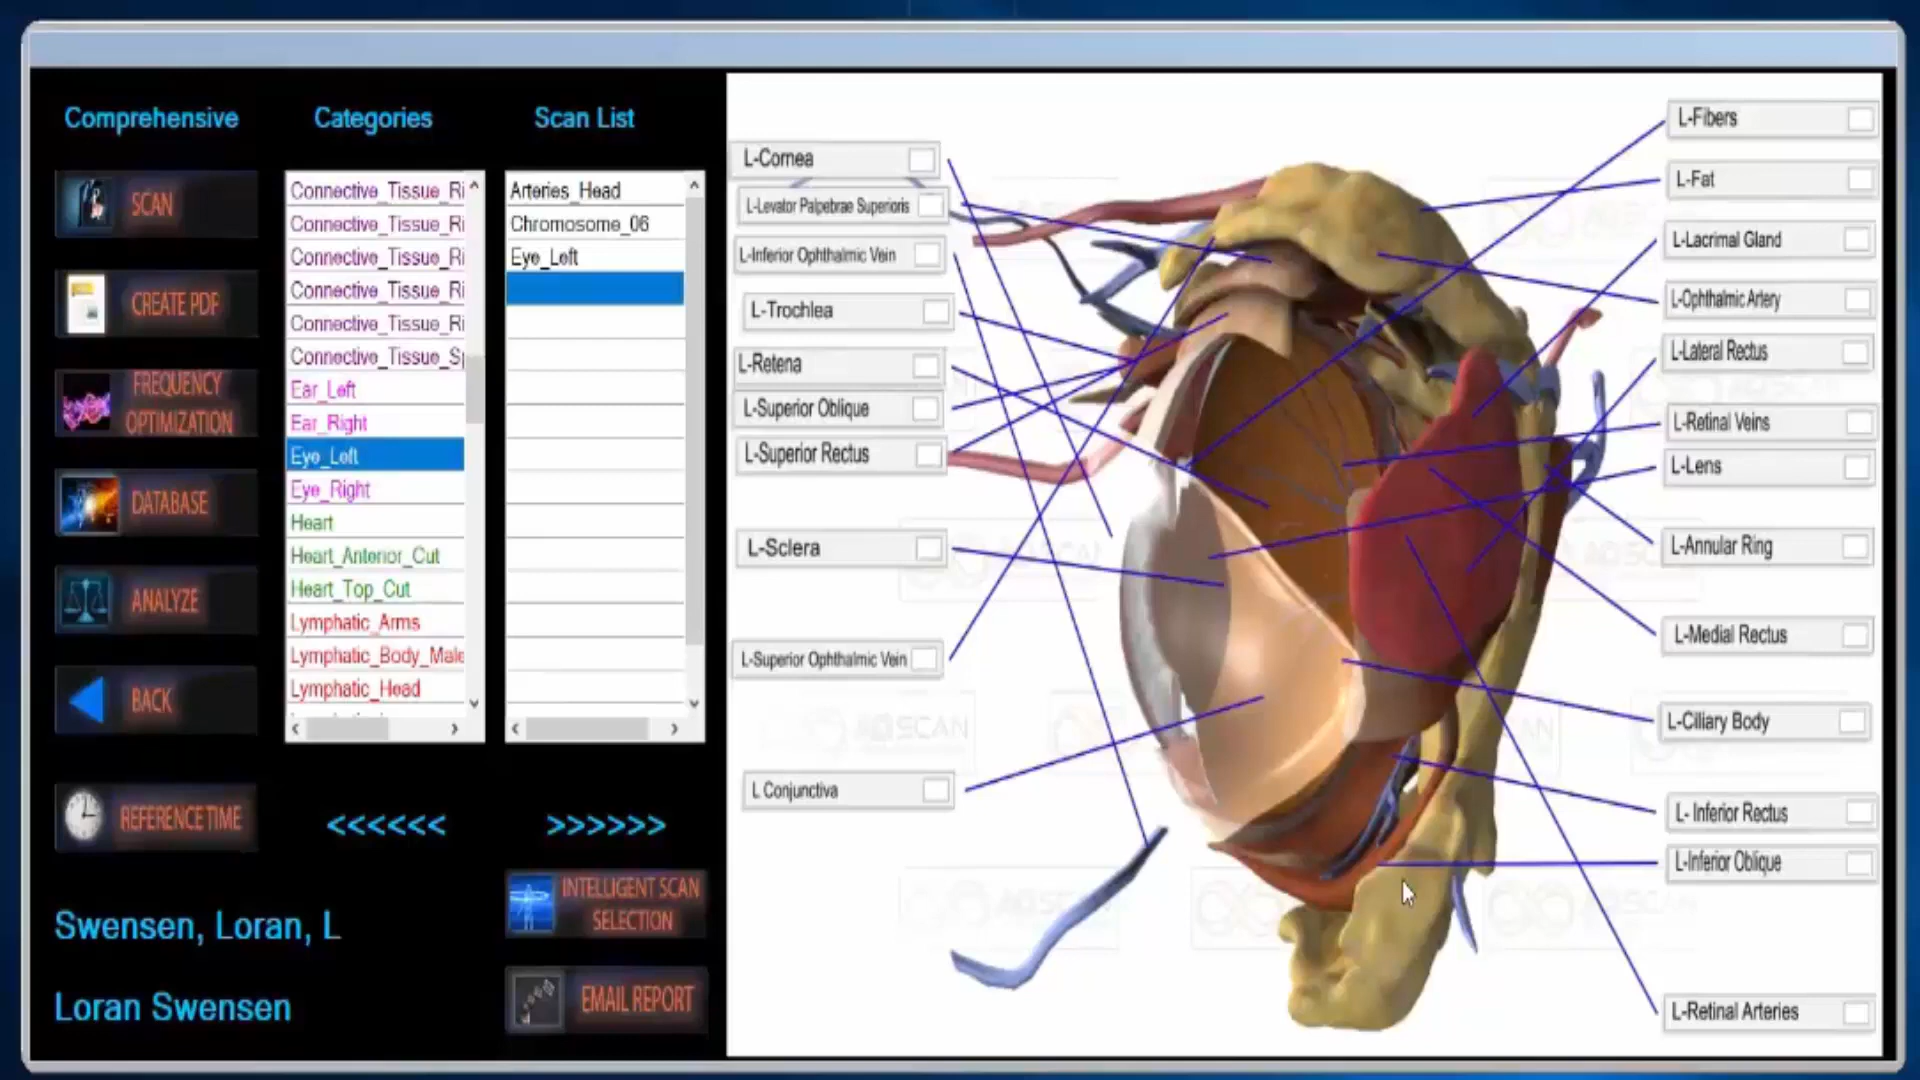 Comprehensive
SCAN
CREATE PDF
FREQUENCY
OPTIMIZATION
DATABASE
ANALYZE
BACK
REFERENCE TIME
Swensen, Loran, L
Loran Swensen
Categories
Connective_Tissue_Ri
Connective_Tissue_Ri
Connective_Tissue_Ri
Connective_Tissue_Ri
Connective_Tissue_Ri
Connective_Tissue_Sp
Ear_Left
Ear_Right
Eye_Left
Eye_Right
Heart
Heart_Anterior_Cut
Heart_Top_Cut
Lymphatic_Arms
Lymphatic_Body_Male
Lymphatic_Head
<<<<<<
Scan List
Arteries_Head
Chromosome_06
Eye_Left
>>>>>>
INTELLIGENT SCAN
SELECTION
EMAIL REPORT
L-Cornea
L-Levator Palpebrae Superioris
L-Inferior Ophthalmic Vein
L-Trochlea
L-Retena
L-Superior Oblique
L-Superior Rectus
L-Sclera
L-Superior Ophthalmic Vein
L Conjunctiva
L-Fibers
L-Fat
L-Lacrimal Gland
L-Ophthalmic Artery
L-Lateral Rectus
L-Retinal Veins
L-Lens
L-Annular Ring
L-Medial Rectus
L-Ciliary Body
L- Inferior Rectus
L-Inferior Oblique
L-Retinal Arteries